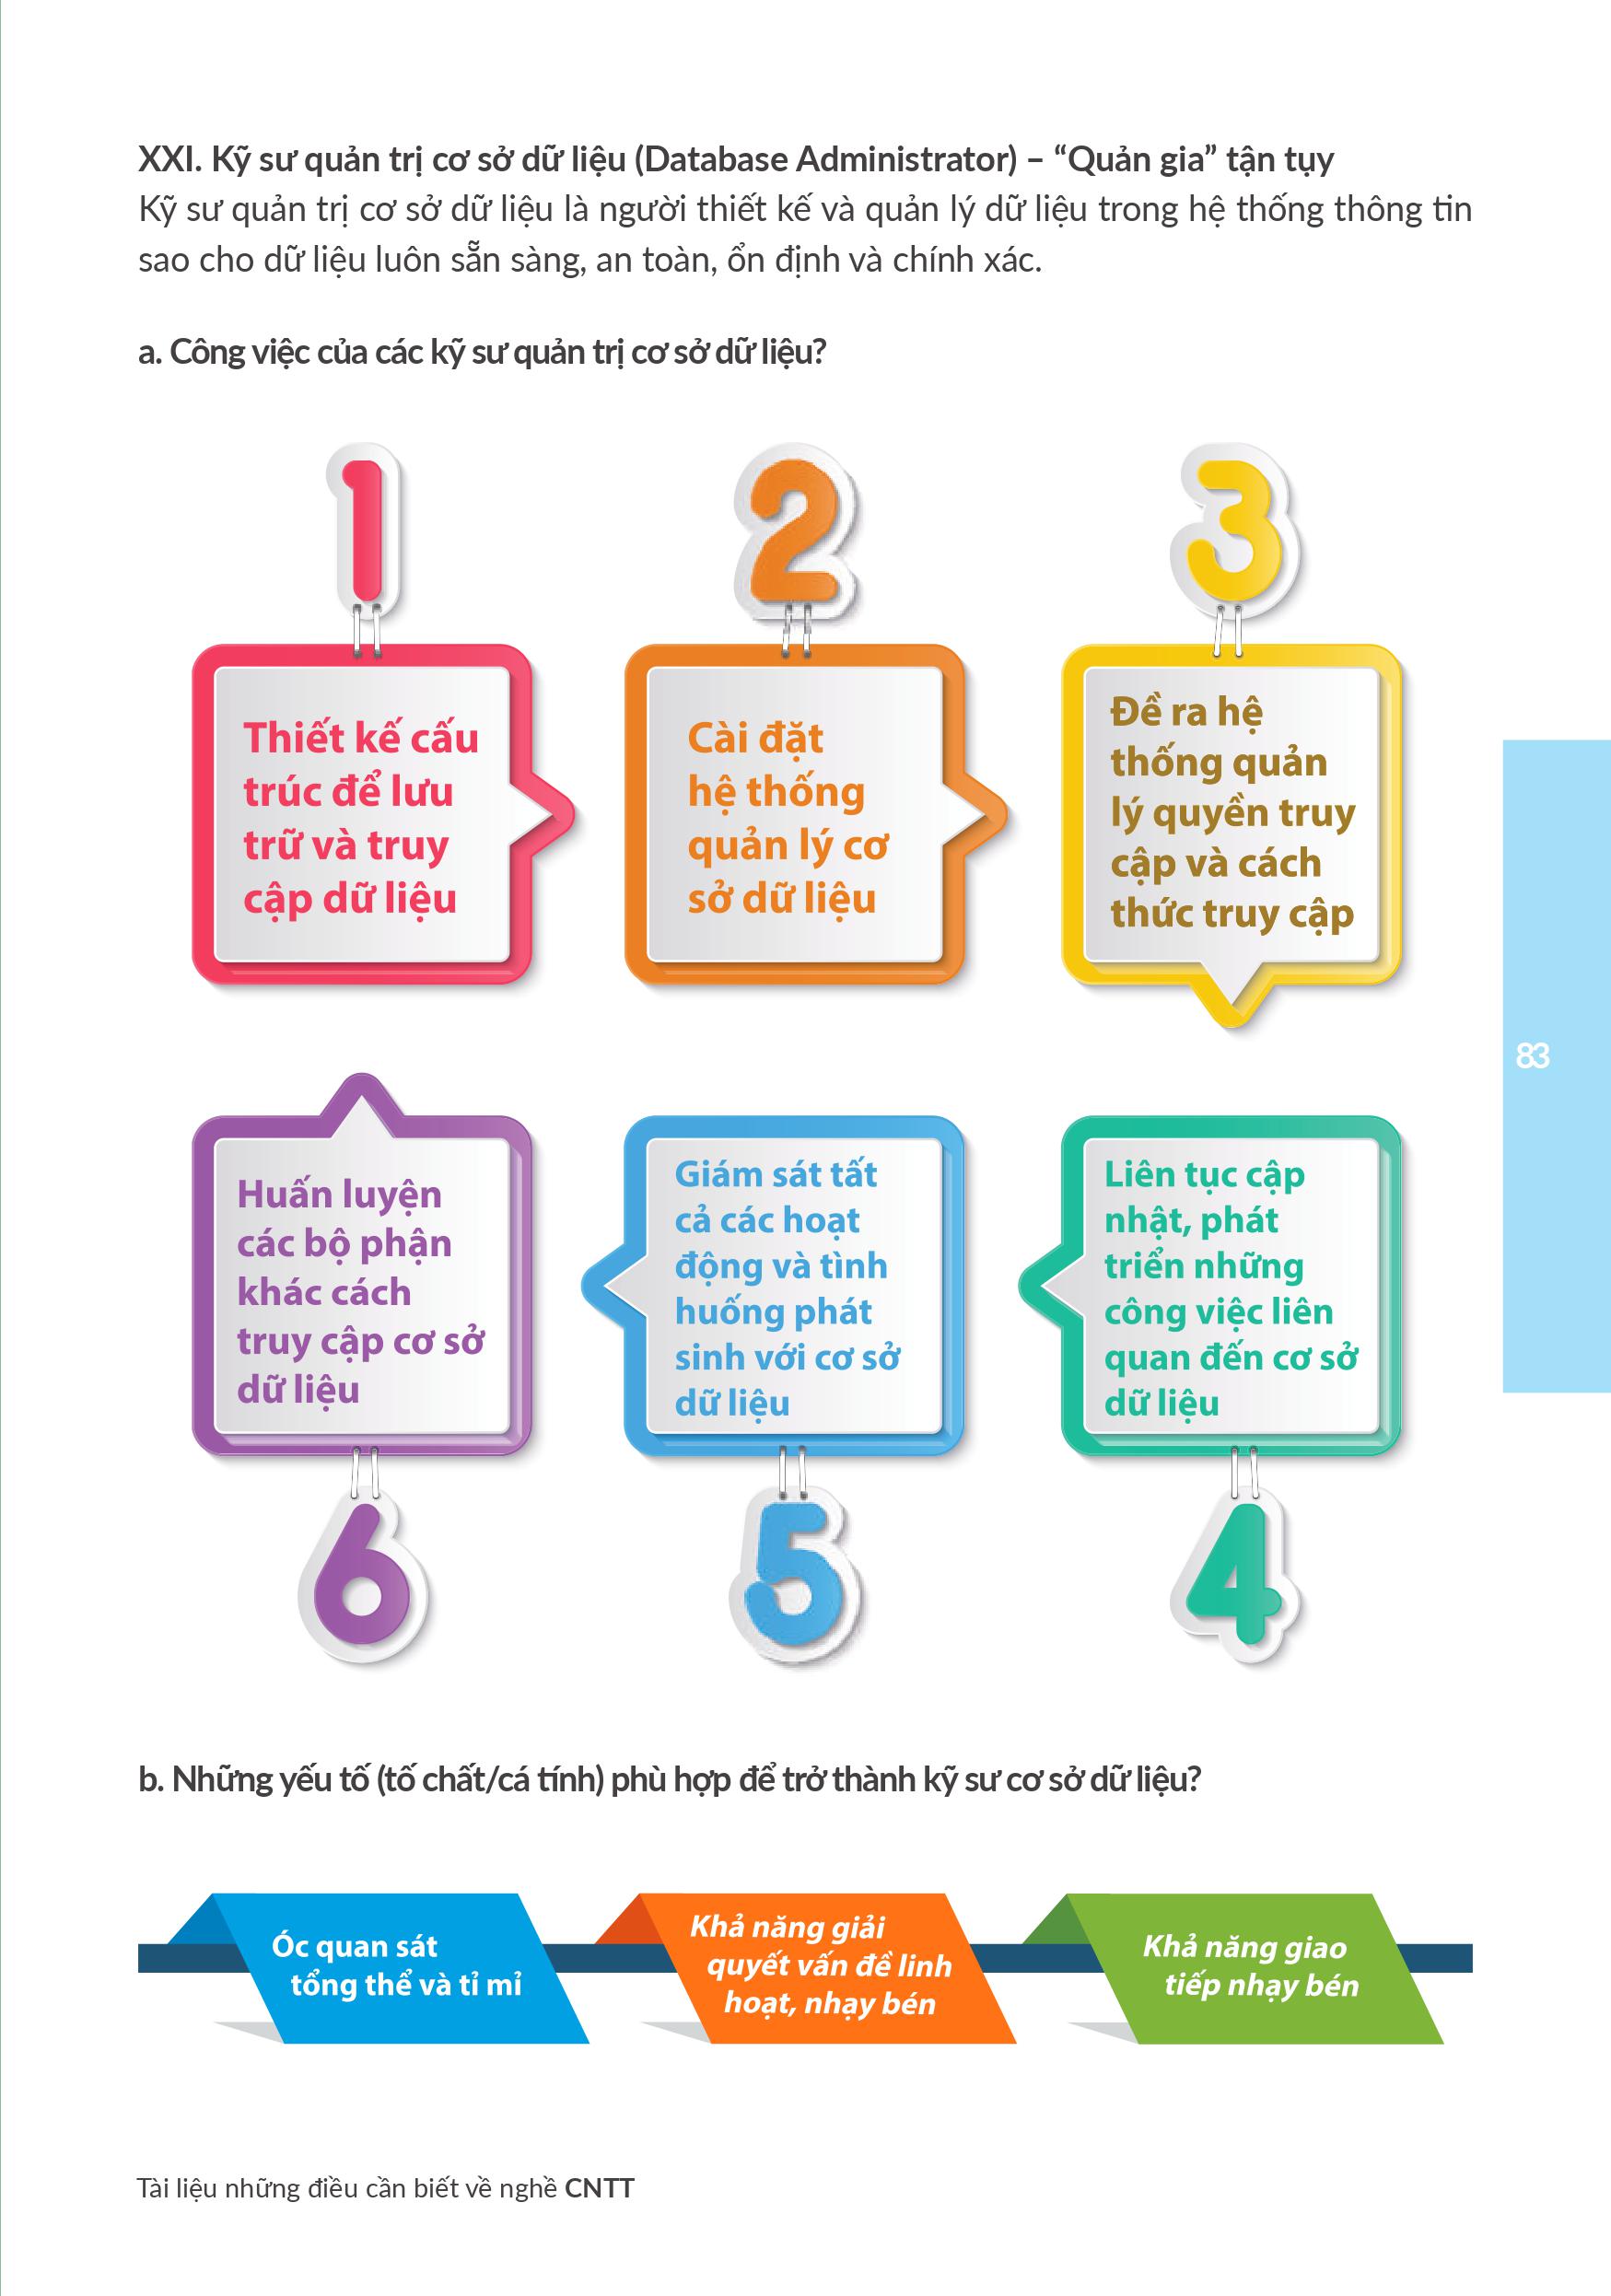 XXI. Kỹ sư quản trị cơ sở dữ liệu (Database Administrator) – “Quản gia” tận tụy
Kỹ sư quản trị cơ sở dữ liệu là người thiết kế và quản lý dữ liệu trong hệ thống thông tin
sao cho dữ liệu luôn sẵn sàng, an toàn, ổn định và chính xác.
a. Công việc của các kỹ sư quản trị cơ sở dữ liệu?
1
Thiết kế cấu
trúc để lưu
trữ và truy
cập dữ liệu
2
Cài đặt
hệ thống
quản lý cơ
sở dữ liệu
3
Đề ra hệ
thống quản
lý quyền truy
cập và cách
thức truy cập
83
Liên tục cập
nhật, phát
triển những
công việc liên
quan đến cơ sở
dữ liệu
4
Giám sát tất
cả các hoạt
động và tình
huống phát
sinh với cơ sở
dữ liệu
5
Huấn luyện
các bộ phận
khác cách
truy cập cơ sở
dữ liệu
6
b. Những yếu tố (tố chất/cá tính) phù hợp để trở thành kỹ sư cơ sở dữ liệu?
Óc quan sát
tổng thể và tỉ mỉ
Khả năng giải
quyết vấn đề linh
hoạt, nhạy bén
Khả năng giao
tiếp nhạy bén
Tài liệu những điều cần biết về nghề CNTT